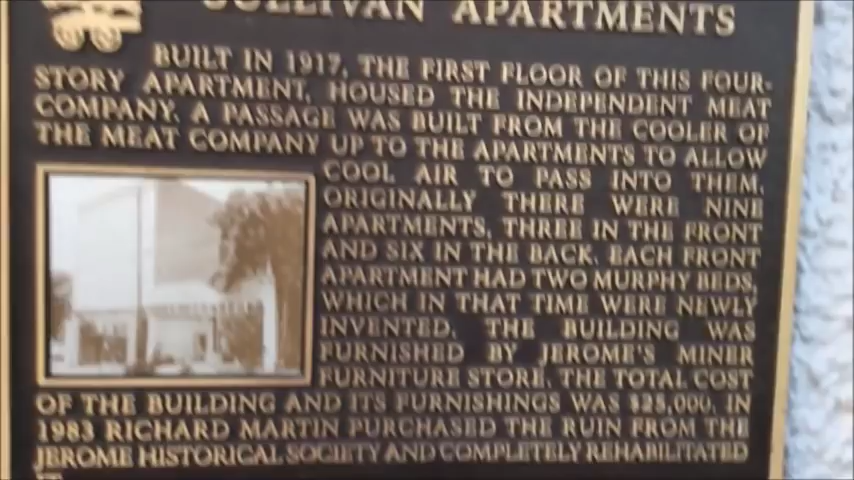 SULLIVAN APARTMENTS
BUILT IN 1917, THE FIRST FLOOR OF THIS FOUR-
STORY APARTMENT, HOUSED THE INDEPENDENT MEAT
COMPANY. A PASSAGE WAS BUILT FROM THE COOLER OF
THE MEAT COMPANY UP TO THE APARTMENTS TO ALLOW
COOL AIR TO PASS INTO THEM.
ORIGINALLY THERE WERE NINE
APARTMENTS, THREE IN THE FRONT
AND SIX IN THE BACK. EACH FRONT
APARTMENT HAD TWO MURPHY BEDS,
WHICH IN THAT TIME WERE NEWLY
INVENTED. THE BUILDING WAS
FURNISHED BY JEROME'S MINER
FURNITURE STORE. THE TOTAL COST
OF THE BUILDING AND ITS FURNISHINGS WAS $25,000. IN
1983 RICHARD MARTIN PURCHASED THE RUIN FROM THE
JEROME HISTORICAL SOCIETY AND COMPLETELY REHABILITATED